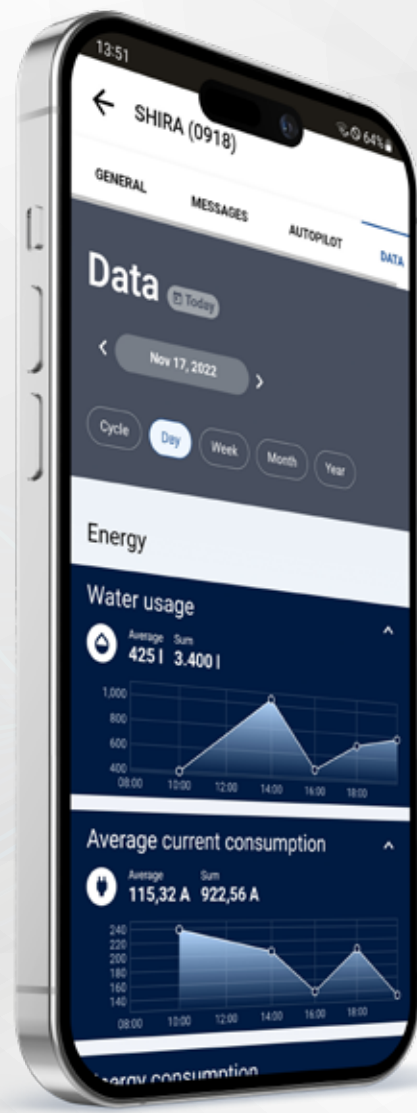 13:51
64%
SHIRA (0918)
GENERAL MESSAGES AUTOPILOT DATA
Data Today
Nov 17, 2022
Cycle Day Week Month Year
Energy
Water usage
Average Sum
425 l 3.400 l
1,000
800
600
400
08:00 10:00 12:00 14:00 16:00 18:00
Average current consumption
Average Sum
115,32 A 922,56 A
240
220
200
180
160
140
08:00 10:00 12:00 14:00 16:00 18:00
Energy consumption